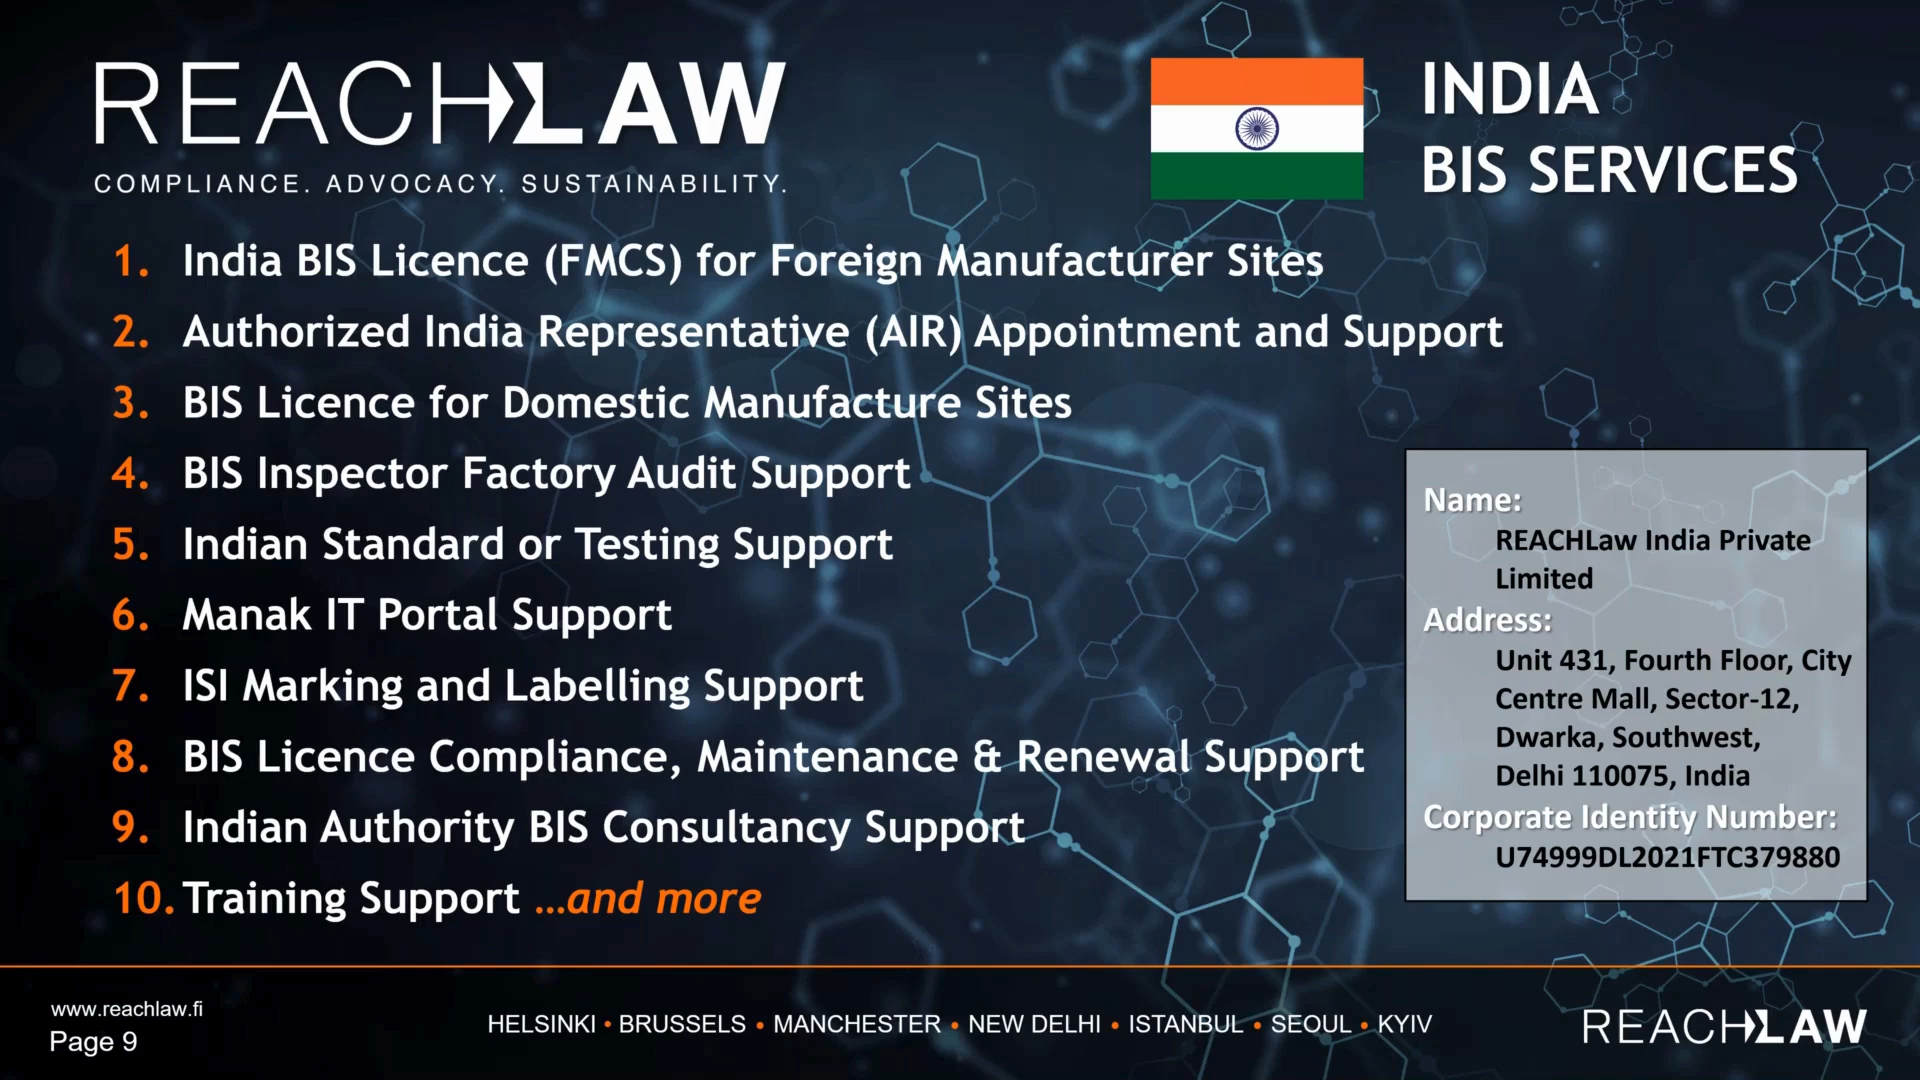 REACHLAW
COMPLIANCE. ADVOCACY. SUSTAINABILITY.
INDIA
BIS SERVICES
1. India BIS Licence (FMCS) for Foreign Manufacturer Sites
2. Authorized India Representative (AIR) Appointment and Support
3. BIS Licence for Domestic Manufacture Sites
4. BIS Inspector Factory Audit Support
5. Indian Standard or Testing Support
6. Manak IT Portal Support
7. ISI Marking and Labelling Support
8. BIS Licence Compliance, Maintenance & Renewal Support
9. Indian Authority BIS Consultancy Support
10. Training Support ...and more
Name:
REACHLaw India Private
Limited
Address:
Unit 431, Fourth Floor, City
Centre Mall, Sector-12,
Dwarka, Southwest,
Delhi 110075, India
Corporate Identity Number:
U74999DL2021FTC379880
www.reachlaw.fi
Page 9
HELSINKI • BRUSSELS • MANCHESTER • NEW DELHI • ISTANBUL • SEOUL • KYIV
REACHLAW